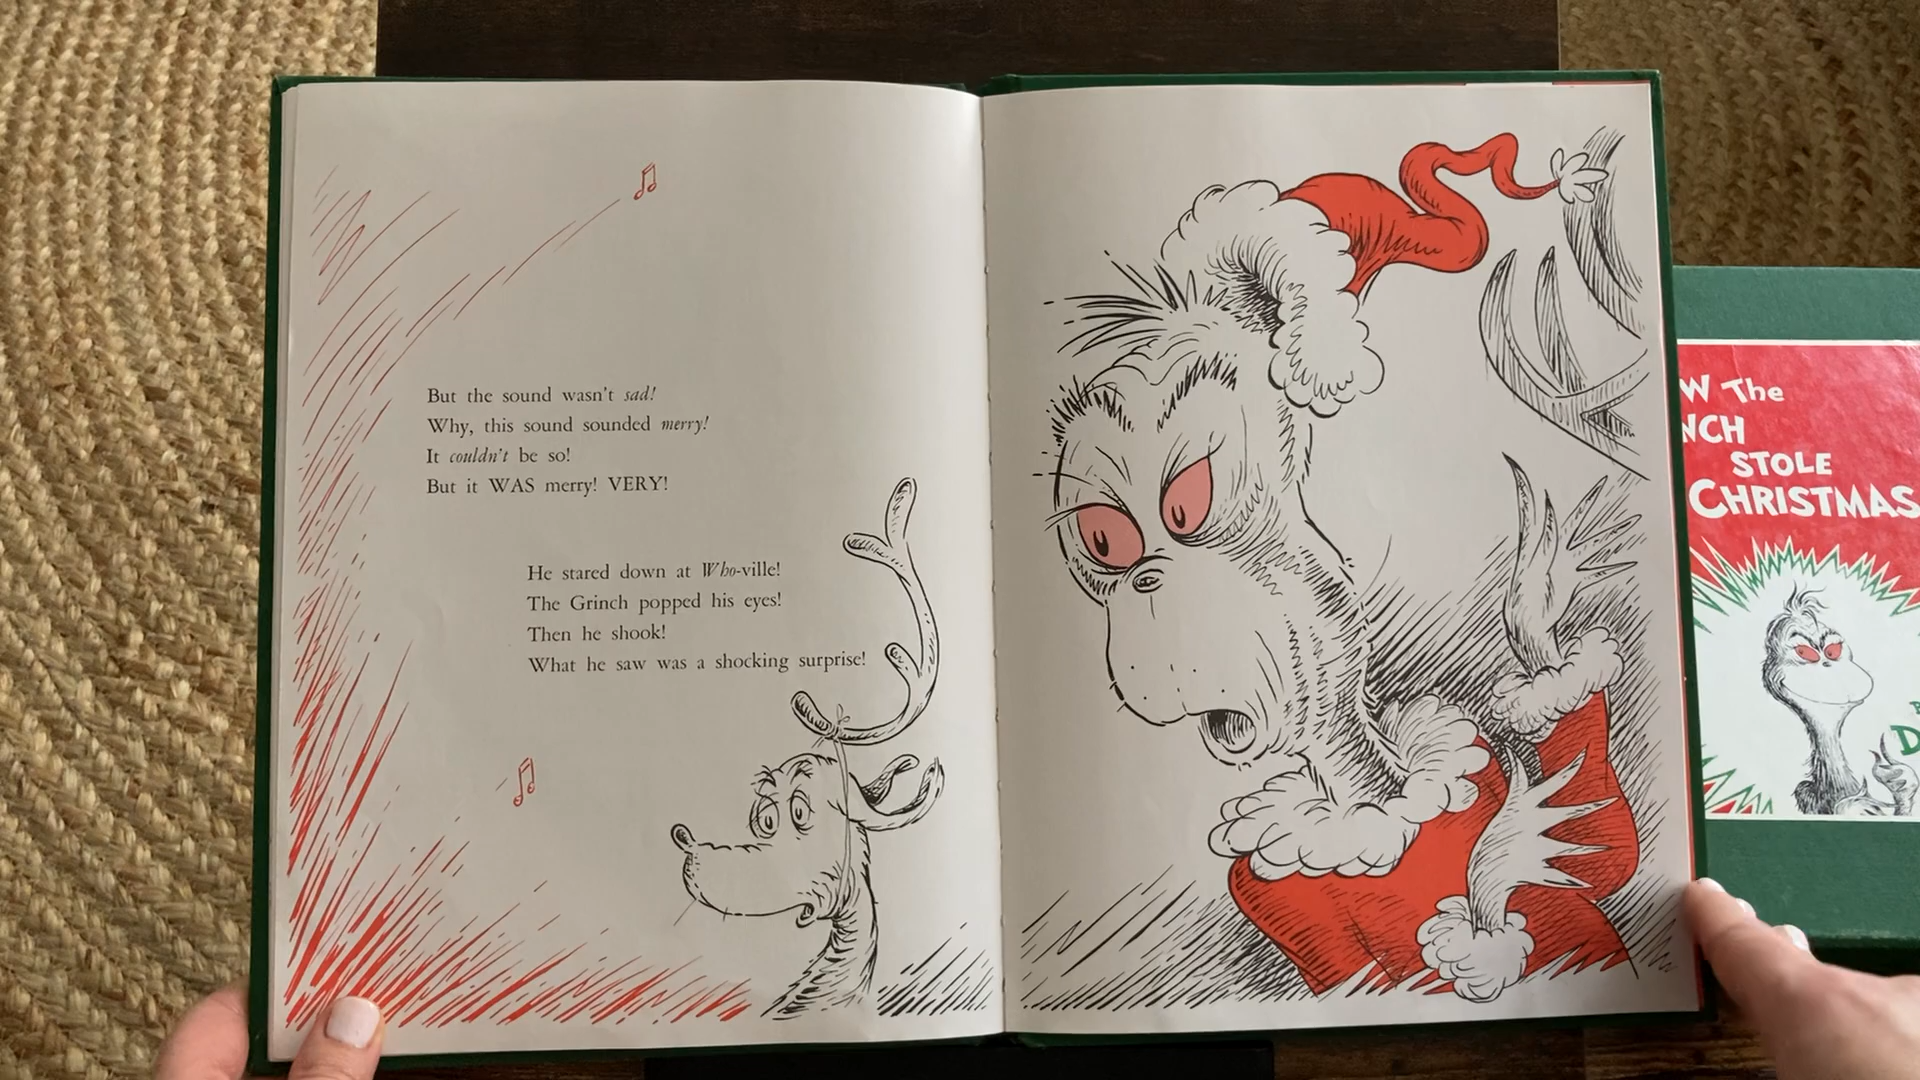 But the sound wasn't sad!
Why, this sound sounded merry!
It couldn't be so!
But it WAS merry! VERY!
He stared down at Who-ville!
The Grinch popped his eyes!
Then he shook!
What he saw was a shocking surprise!
The
STOLE
CHRISTMAS